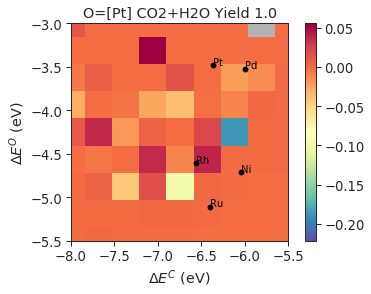 O=[Pt] CO2+H2O Yield 1.0
−3.0
−3.5
−4.0
−4.5
−5.0
−5.5
ΔE^O (eV)
Pt
Pd
Rh
Ni
Ru
−8.0 −7.5 −7.0 −6.5 −6.0 −5.5
ΔE^C (eV)
0.05
0.00
−0.05
−0.10
−0.15
−0.20